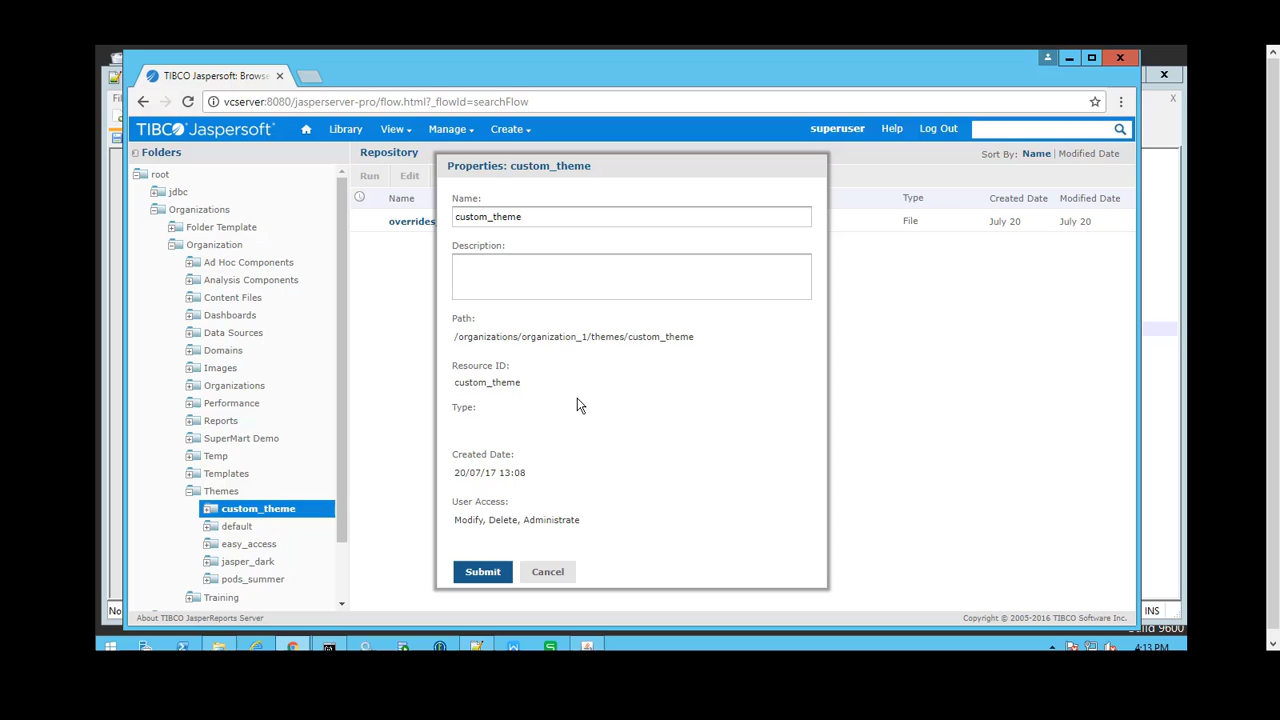 TIBCO Jaspersoft: Browse
vcserver:8080/jasperserver-pro/flow.html?_flowId=searchFlow
TIBCO Jaspersoft
Library
View
Manage
Create
superuser
Help
Log Out
Folders
root
jdbc
Organizations
Folder Template
Organization
Ad Hoc Components
Analysis Components
Content Files
Dashboards
Data Sources
Domains
Images
Organizations
Performance
Reports
SuperMart Demo
Temp
Templates
Themes
custom_theme
default
easy_access
jasper_dark
pods_summer
Training
Repository
Sort By: Name | Modified Date
Run
Edit
Name
Type
Created Date
Modified Date
overrides
File
July 20
July 20
Properties: custom_theme
Name:
custom_theme
Description:
Path:
/organizations/organization_1/themes/custom_theme
Resource ID:
custom_theme
Type:
Created Date:
20/07/17 13:08
User Access:
Modify, Delete, Administrate
Submit
Cancel
About TIBCO JasperReports Server
Copyright © 2005-2016 TIBCO Software Inc.
INS
Build 9600
4:13 PM